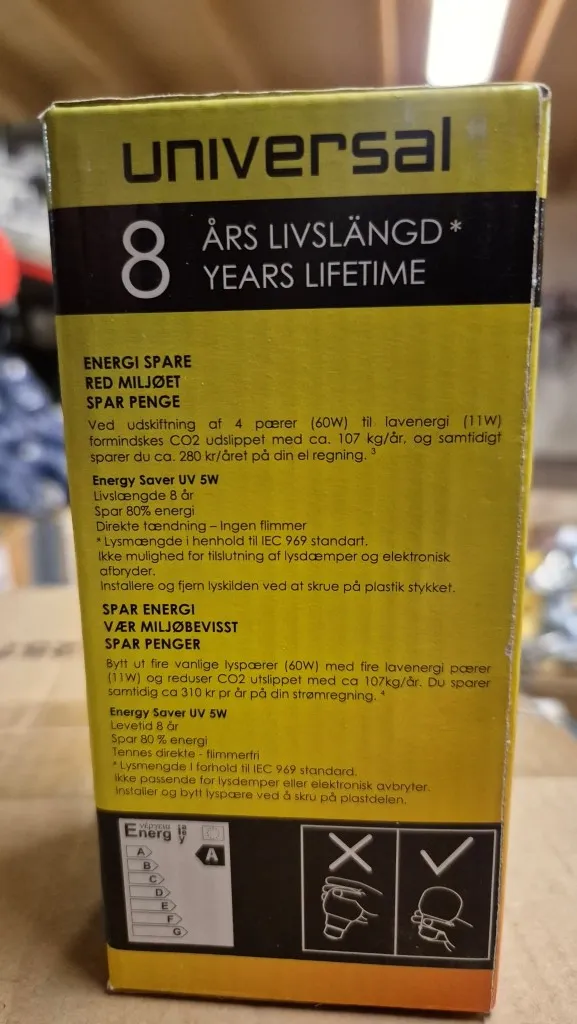 universal
8 ÅRS LIVSLÄNGD *
YEARS LIFETIME
ENERGI SPARE
RED MILJØET
SPAR PENGE
Ved udskiftning af 4 pærer (60W) til lavenergi (11W)
formindskes CO2 udslippet med ca. 107 kg/år, og samtidigt
sparer du ca. 280 kr/året på din el regning. 3
Energy Saver UV 5W
Livslængde 8 år
Spar 80% energi
Direkte tændning – Ingen flimmer
* Lysmængde i henhold til IEC 969 standart.
Ikke mulighed for tilslutning af lysdæmper og elektronisk
afbryder.
Installere og fjern lyskilden ved at skrue på plastik stykket.
SPAR ENERGI
VÆR MILJØBEVISST
SPAR PENGER
Bytt ut fire vanlige lyspærer (60W) med fire lavenergi pærer
(11W) og reduser CO2 utslippet med ca 107kg/år. Du sparer
samtidig ca 310 kr pr år på din strømregning. 4
Energy Saver UV 5W
Levetid 8 år
Spar 80 % energi
Tennes direkte - flimmerfri
* Lysmengde i forhold til IEC 969 standard.
Ikke passende for lysdemper eller elektronisk avbryter.
Installer og bytt lyspære ved å skru på plastdelen.
Energ
A
A
B
C
D
E
F
G